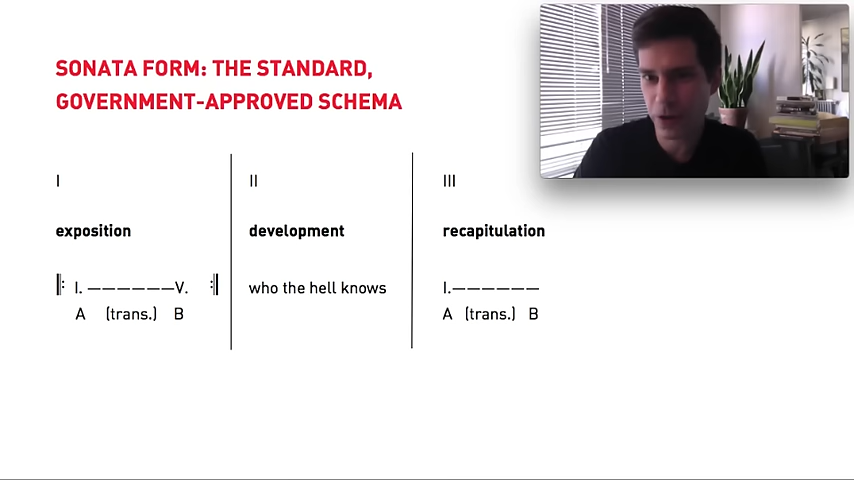 SONATA FORM: THE STANDARD,
GOVERNMENT-APPROVED SCHEMA
I
exposition
I. ——————V.
A (trans.) B
II
development
who the hell knows
III
recapitulation
I.——————
A (trans.) B